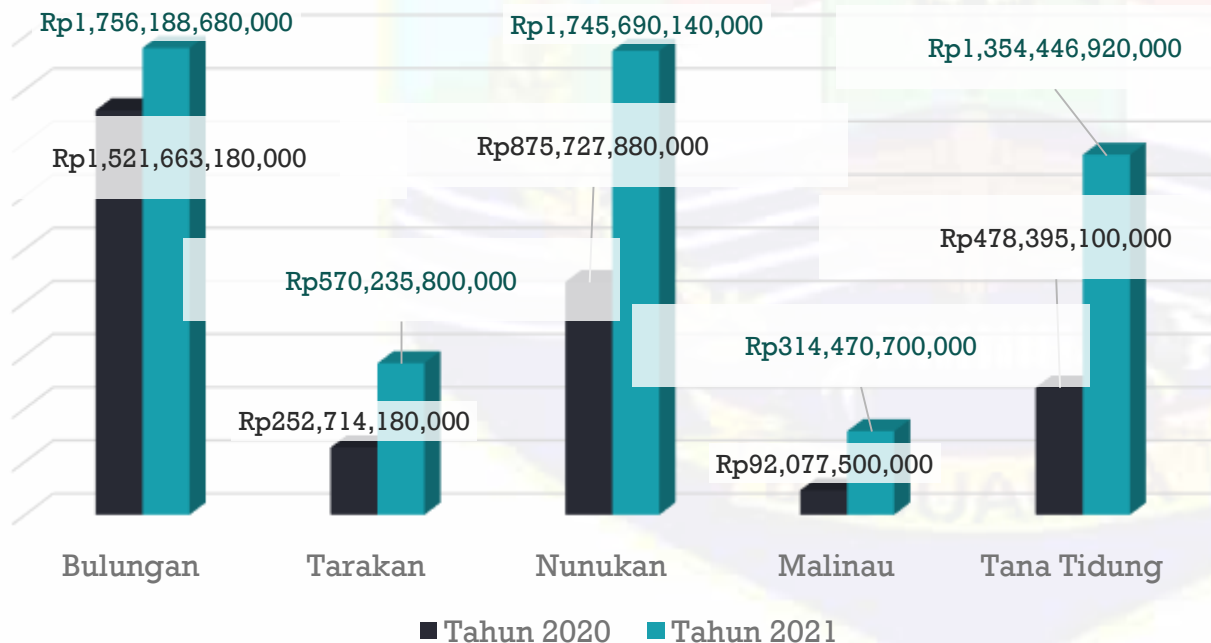 Rp1,756,188,680,000
Rp1,745,690,140,000
Rp1,354,446,920,000
Rp1,521,663,180,000
Rp875,727,880,000
Rp478,395,100,000
Rp570,235,800,000
Rp314,470,700,000
Rp252,714,180,000
Rp92,077,500,000
Bulungan Tarakan Nunukan Malinau Tana Tidung
Tahun 2020 Tahun 2021